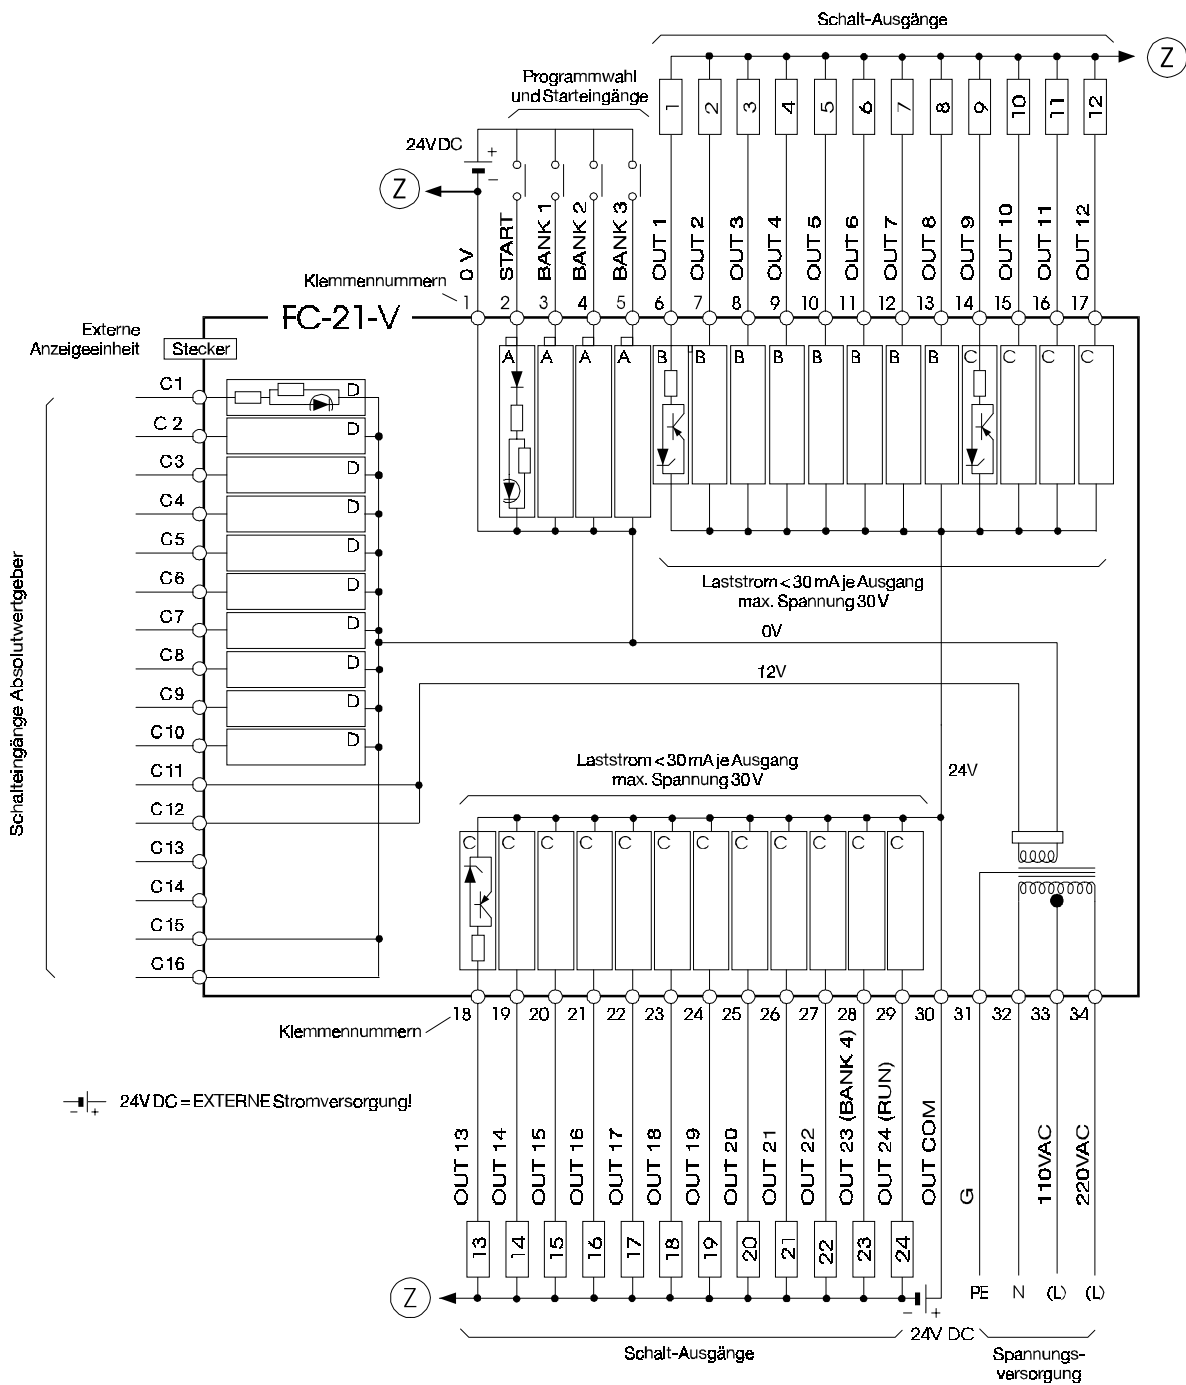 Schalt-Ausgänge
Z
1 2 3 4 5 6 7 8 9 10 11 12
Programmwahl
und Starteingänge
24VDC
+
−
Z
0 V
START
BANK 1
BANK 2
BANK 3
OUT 1
OUT 2
OUT 3
OUT 4
OUT 5
OUT 6
OUT 7
OUT 8
OUT 9
OUT 10
OUT 11
OUT 12
Klemmennummern
1 2 3 4 5 6 7 8 9 10 11 12 13 14 15 16 17
FC-21-V
Externe
Anzeigeeinheit
Stecker
A A A A B B B B B B B B C C C C
C1
D
C 2
D
C3
D
C4
D
C5
D
C6
D
C7
D
C8
D
C9
D
C10
D
C11
C12
C13
C14
C15
C16
Schalteingänge Absolutwertgeber
Laststrom < 30 mA je Ausgang
max. Spannung 30 V
0V
12V
24V
Laststrom < 30 mA je Ausgang
max. Spannung 30 V
C C C C C C C C C C C C
18 19 20 21 22 23 24 25 26 27 28 29 30 31 32 33 34
Klemmennummern
− + 24V DC = EXTERNE Stromversorgung!
OUT 13
OUT 14
OUT 15
OUT 16
OUT 17
OUT 18
OUT 19
OUT 20
OUT 21
OUT 22
OUT 23 (BANK 4)
OUT 24 (RUN)
OUT COM
G
110VAC
220VAC
13 14 15 16 17 18 19 20 21 22 23 24
Z
− +
24V DC
PE N (L) (L)
Schalt-Ausgänge
Spannungs-
versorgung